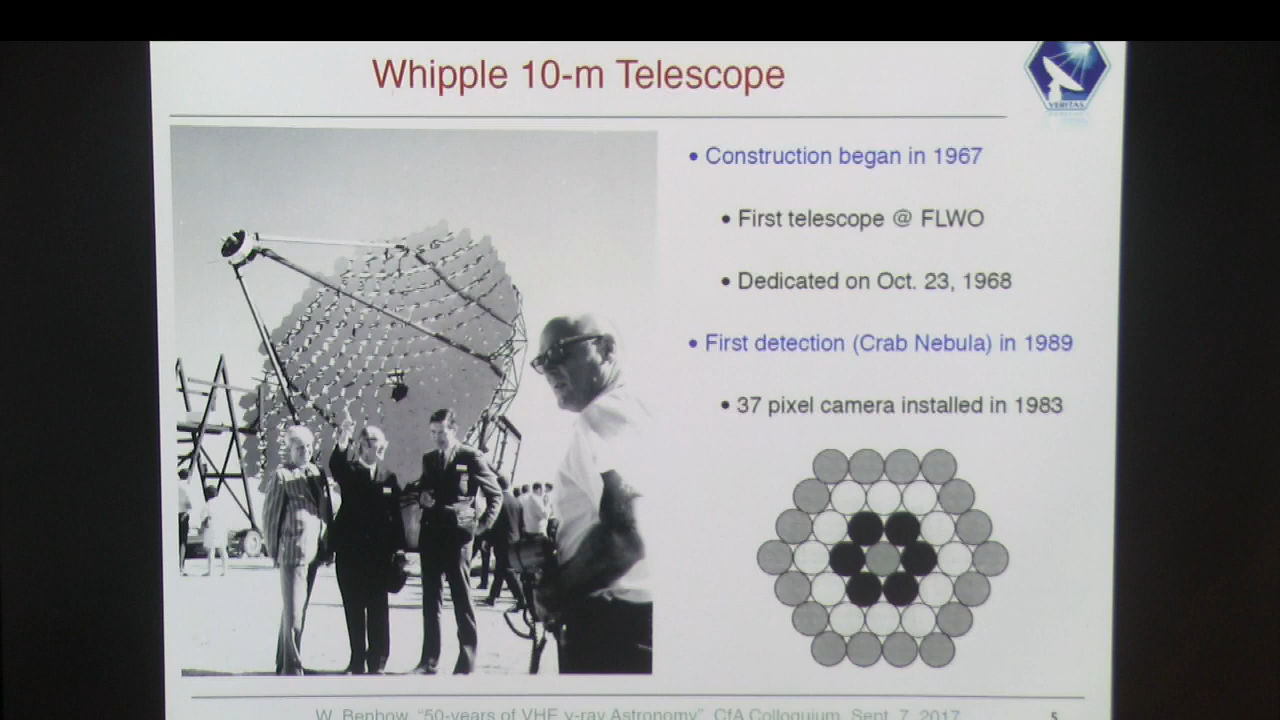 Whipple 10-m Telescope
VERITAS
• Construction began in 1967
• First telescope @ FLWO
• Dedicated on Oct. 23, 1968
• First detection (Crab Nebula) in 1989
• 37 pixel camera installed in 1983
W. Benbow, "50-years of VHE γ-ray Astronomy", CfA Colloquium, Sept. 7, 2017
5